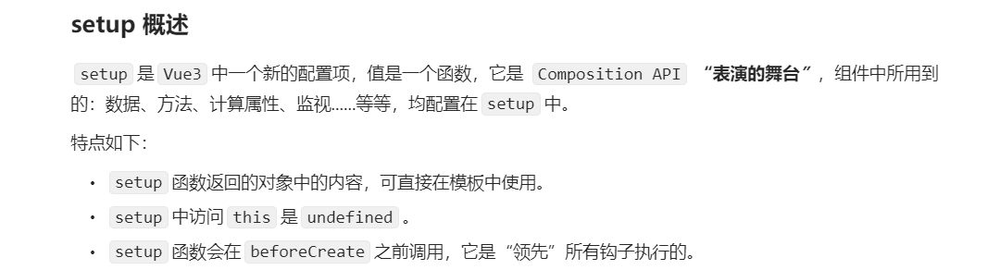 setup 概述
setup 是 Vue3 中一个新的配置项，值是一个函数，它是 Composition API “表演的舞台”，组件中所用到
的：数据、方法、计算属性、监视......等等，均配置在 setup 中。
特点如下：
• setup 函数返回的对象中的内容，可直接在模板中使用。
• setup 中访问 this 是 undefined 。
• setup 函数会在 beforeCreate 之前调用，它是“领先”所有钩子执行的。